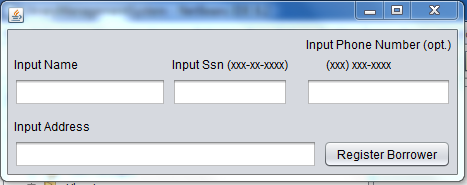 Input Phone Number (opt.)
Input Name Input Ssn (xxx-xx-xxxx) (xxx) xxx-xxxx
Input Address
Register Borrower